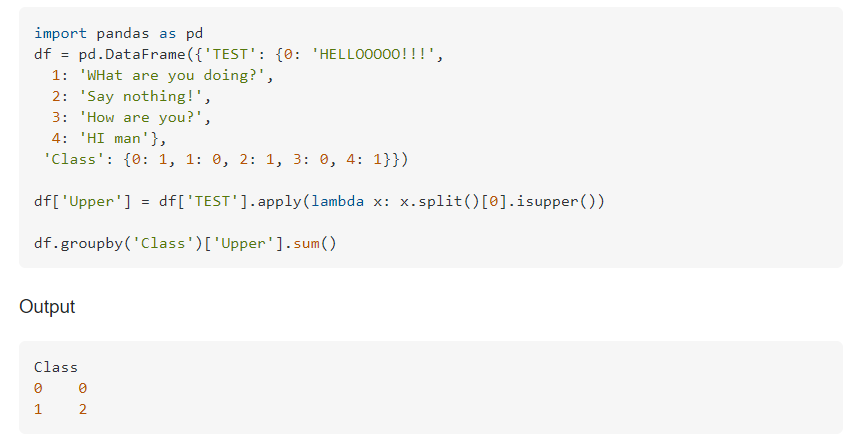 import pandas as pd
df = pd.DataFrame({'TEST': {0: 'HELLOOOOO!!!',
  1: 'WHat are you doing?',
  2: 'Say nothing!',
  3: 'How are you?',
  4: 'HI man'},
 'Class': {0: 1, 1: 0, 2: 1, 3: 0, 4: 1}})
df['Upper'] = df['TEST'].apply(lambda x: x.split()[0].isupper())
df.groupby('Class')['Upper'].sum()
Output
Class
0    0
1    2